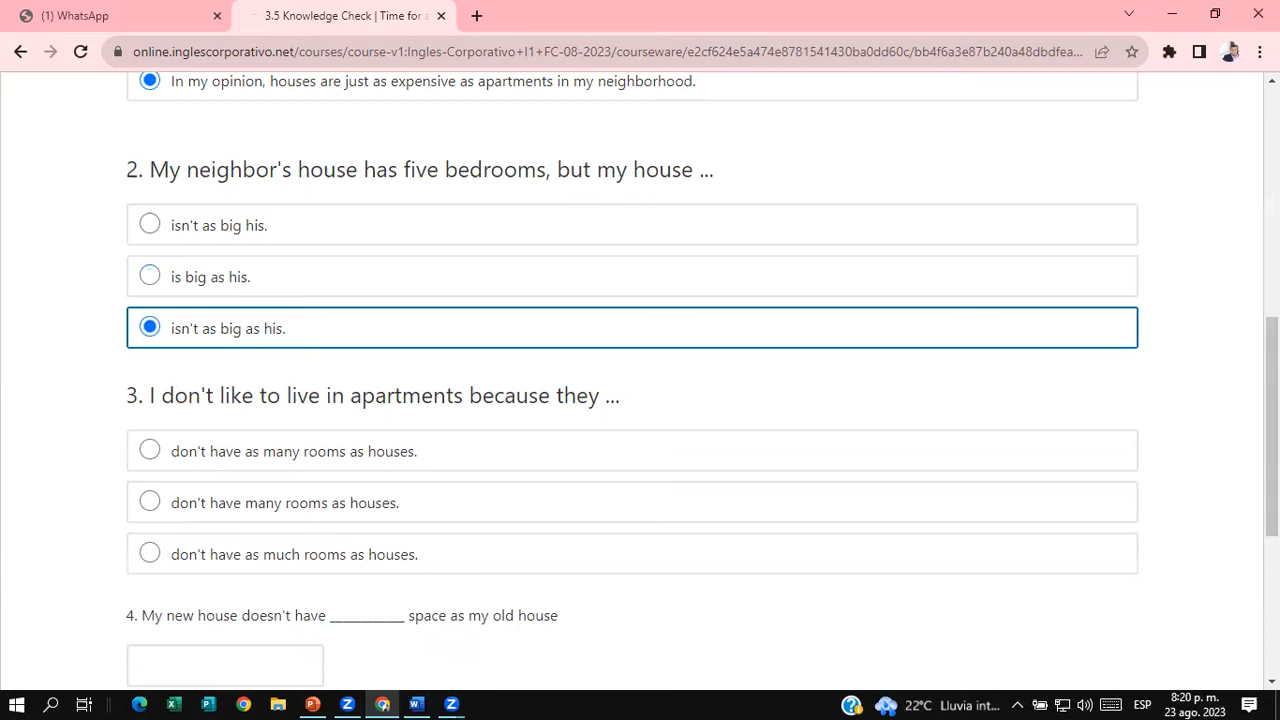 (1) WhatsApp
3.5 Knowledge Check | Time for a
online.inglescorporativo.net/courses/course-v1:Ingles-Corporativo+I1+FC-08-2023/courseware/e2cf624e5a474e8781541430ba0dd60c/bb4f6a3e87b240a48dbdfea...
In my opinion, houses are just as expensive as apartments in my neighborhood.
2. My neighbor's house has five bedrooms, but my house ...
isn't as big his.
is big as his.
isn't as big as his.
3. I don't like to live in apartments because they ...
don't have as many rooms as houses.
don't have many rooms as houses.
don't have as much rooms as houses.
4. My new house doesn't have __________ space as my old house
22°C Lluvia int...
ESP
8:20 p. m.
23 ago. 2023